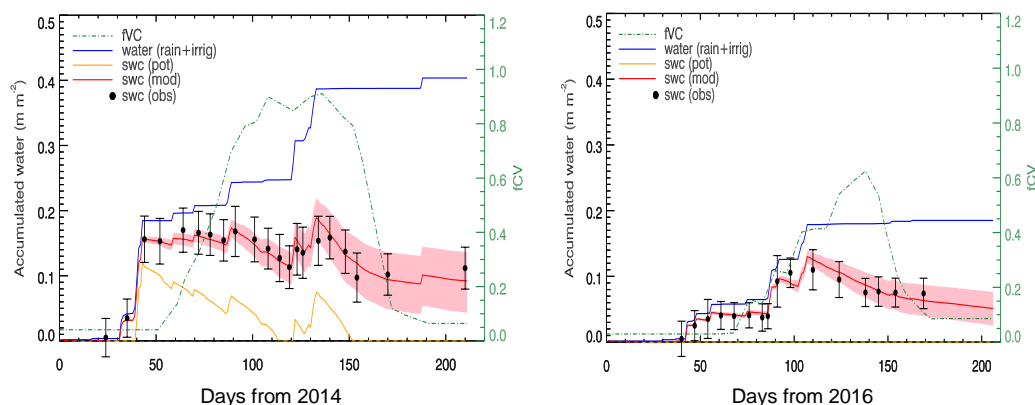 0.5
0.4
0.3
0.2
0.1
0.0
Accumulated water (m m⁻²)
fVC
water (rain+irrig)
swc (pot)
swc (mod)
swc (obs)
1.2
1.0
0.8
0.6
0.4
0.2
0.0
fCV
0 50 100 150 200
Days from 2014
0.5
0.4
0.3
0.2
0.1
0.0
Accumulated water (m m⁻²)
fVC
water (rain+irrig)
swc (pot)
swc (mod)
swc (obs)
1.2
1.0
0.8
0.6
0.4
0.2
0.0
fCV
0 50 100 150 200
Days from 2016